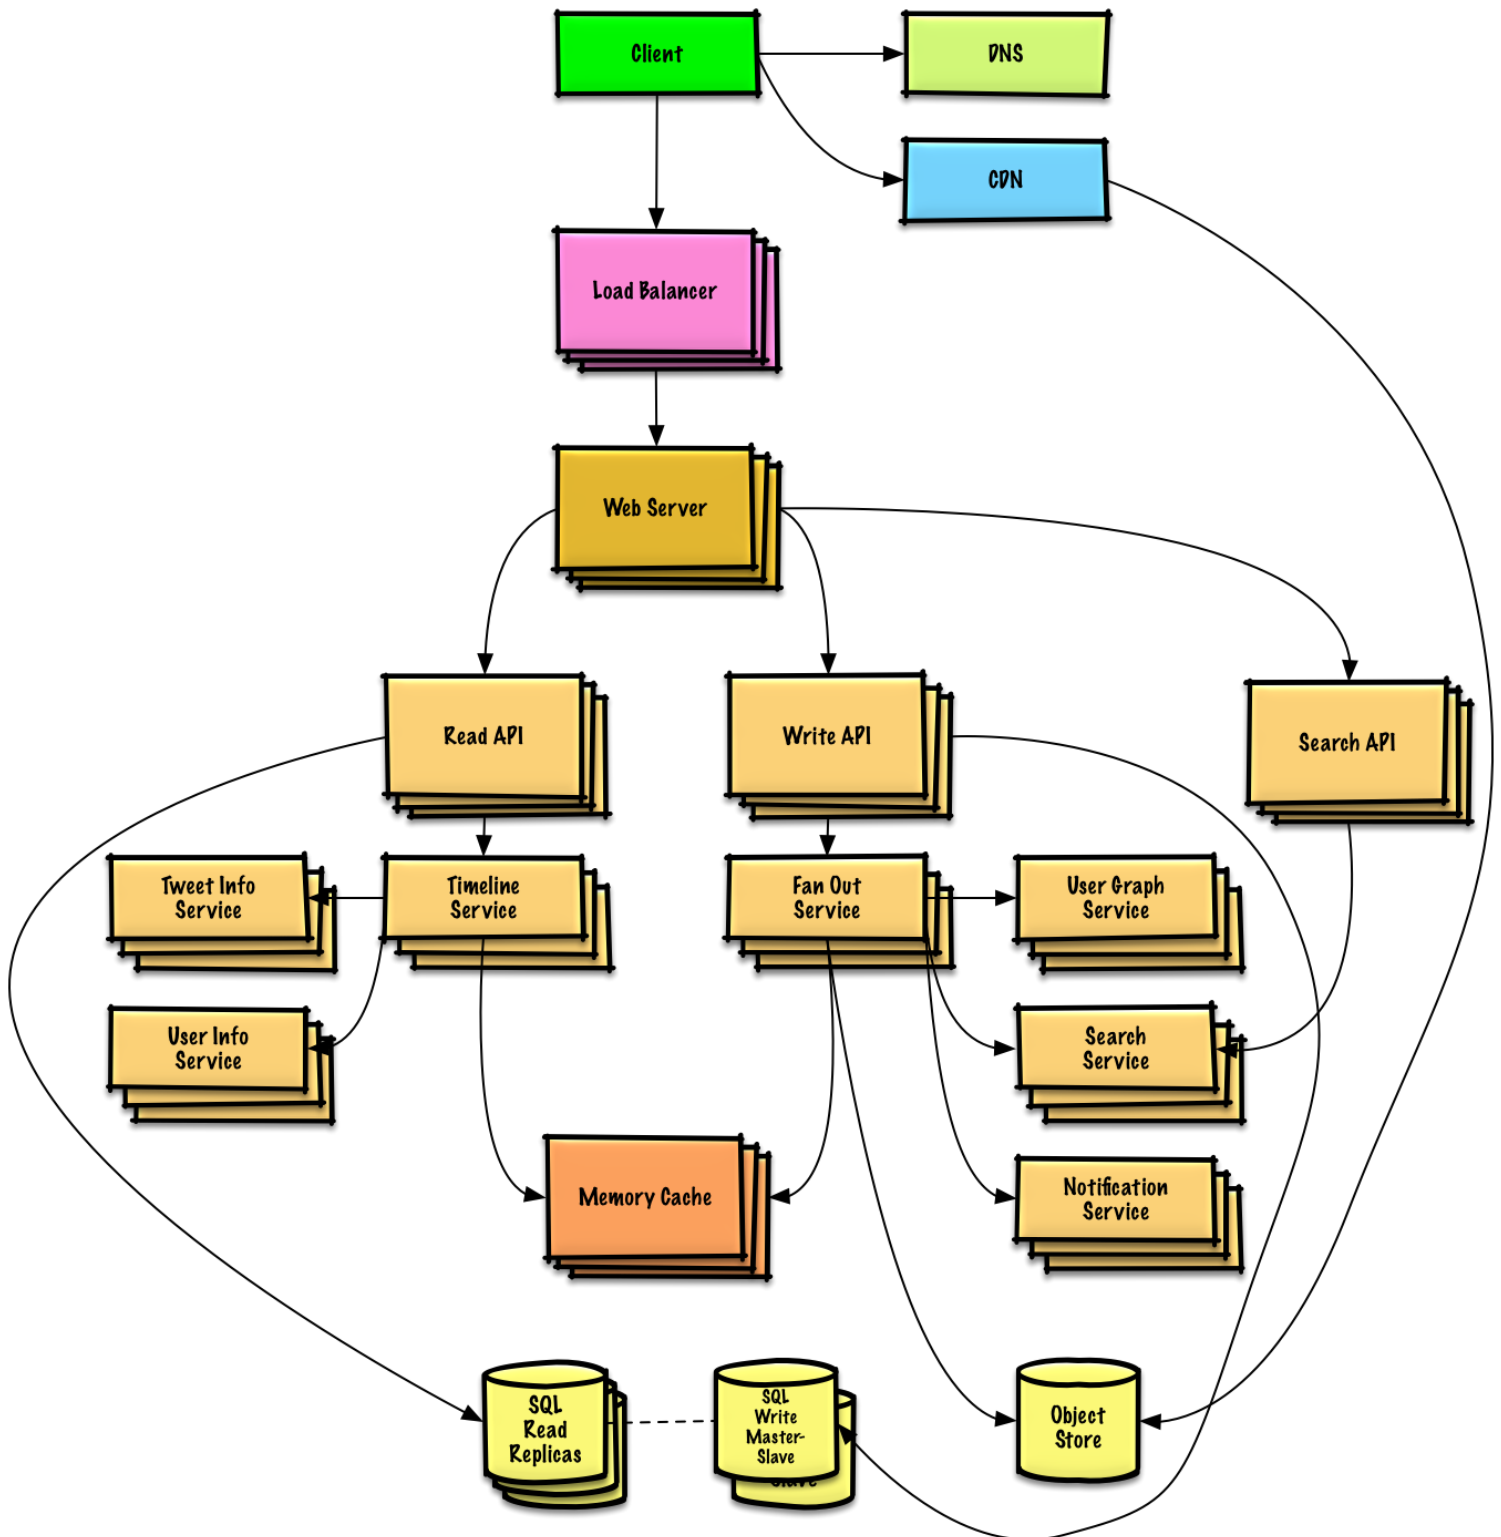 Client
DNS
CDN
Load Balancer
Web Server
Read API
Write API
Search API
Tweet Info
Service
Timeline
Service
Fan Out
Service
User Graph
Service
User Info
Service
Search
Service
Memory Cache
Notification
Service
SQL
Read
Replicas
SQL
Write
Master-
Slave
Slave
Object
Store